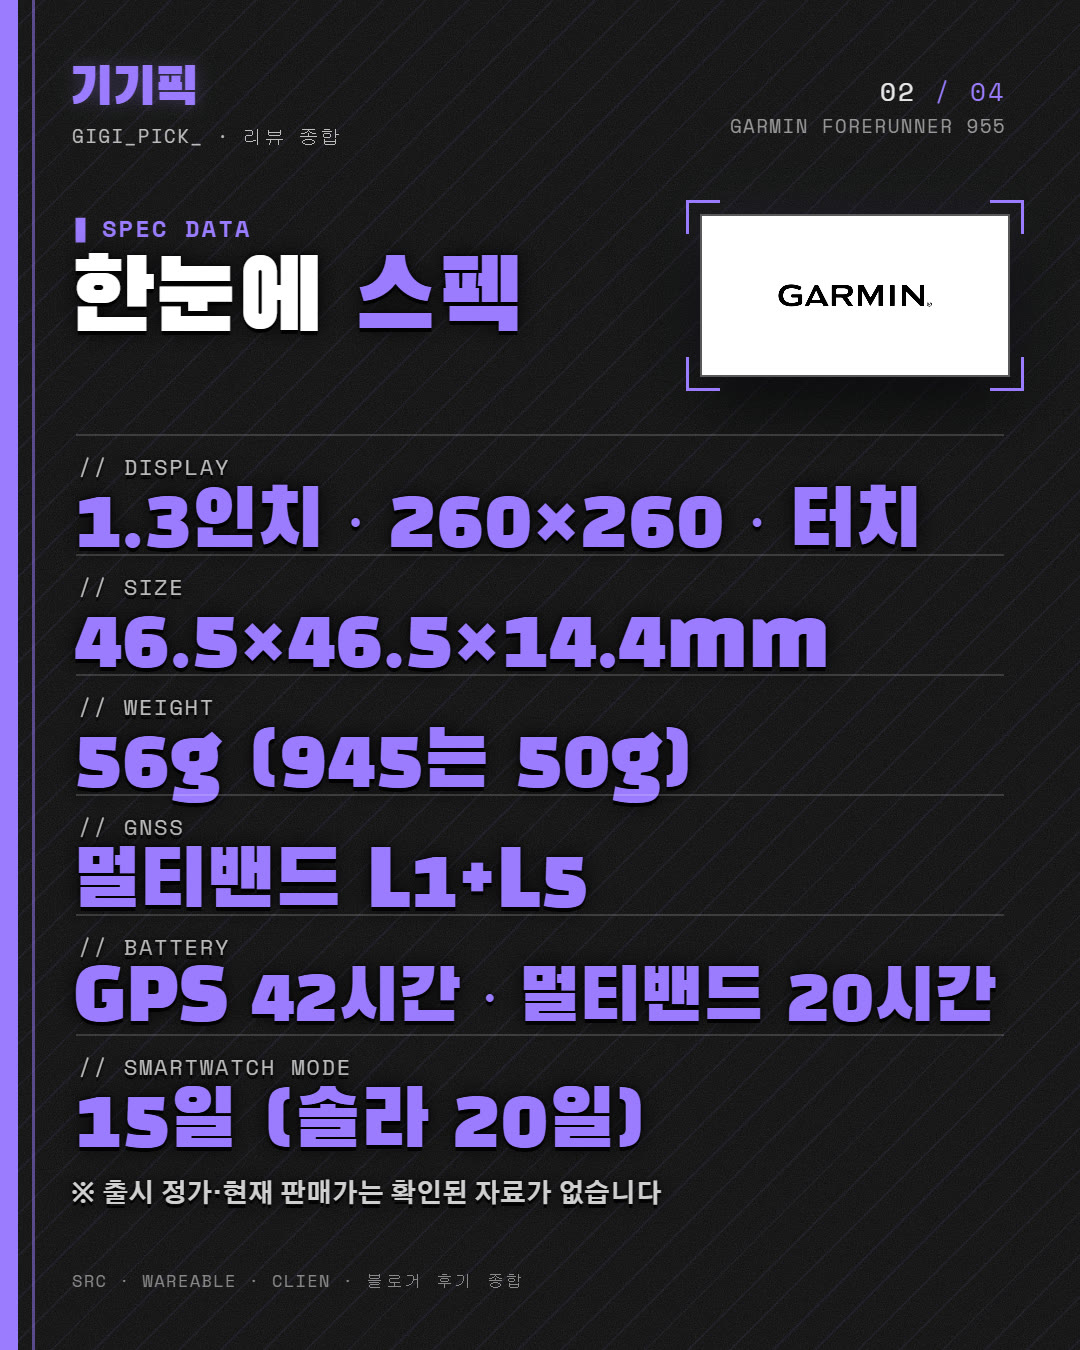 기기픽
GIGI_PICK_ · 리뷰 종합
02 / 04
GARMIN FORERUNNER 955
SPEC DATA
한눈에 스펙
GARMIN
// DISPLAY
1.3인치 · 260×260 · 터치
// SIZE
46.5×46.5×14.4mm
// WEIGHT
56g (945는 50g)
// GNSS
멀티밴드 L1+L5
// BATTERY
GPS 42시간 · 멀티밴드 20시간
// SMARTWATCH MODE
15일 (솔라 20일)
※ 출시 정가·현재 판매가는 확인된 자료가 없습니다
SRC · WAREABLE · CLIEN · 블로거 후기 종합